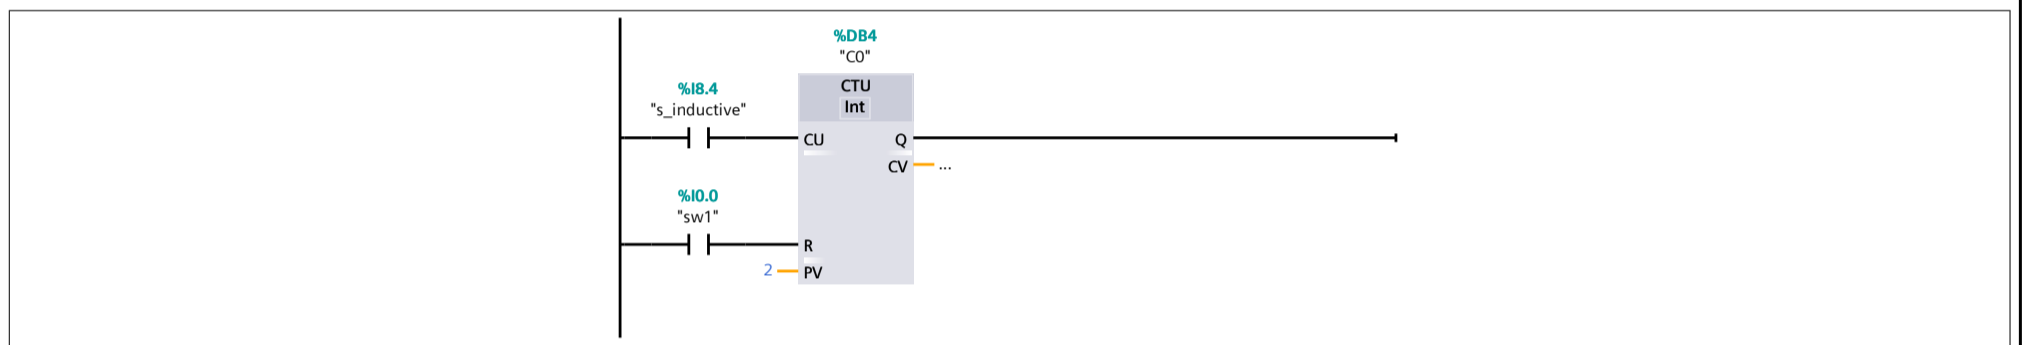 %DB4
"C0"
%I8.4
"s_inductive"
CTU
Int
CU
Q
CV
...
%I0.0
"sw1"
R
2
PV